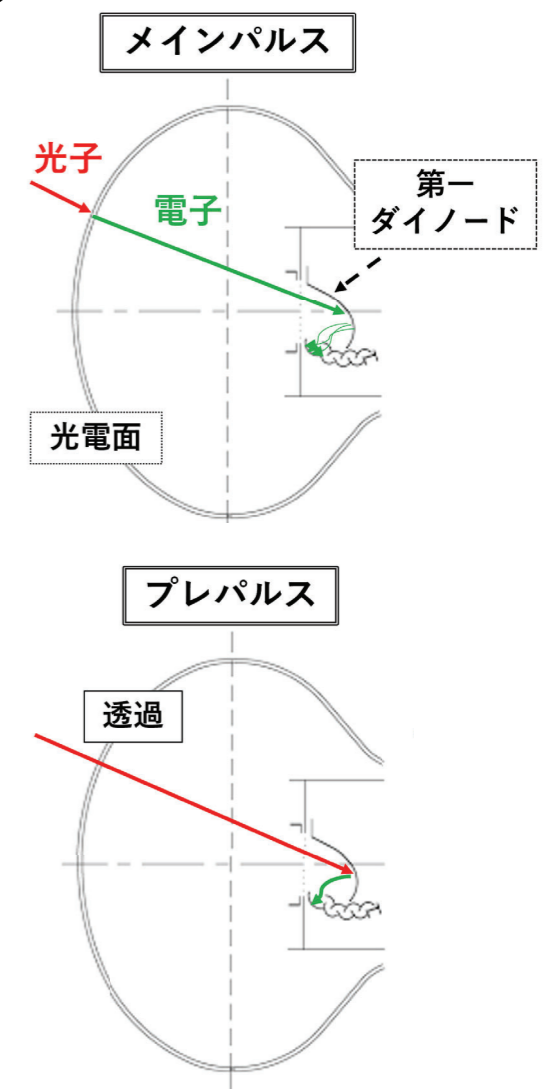 メインパルス
光子
電子
第一
ダイノード
光電面
プレパルス
透過